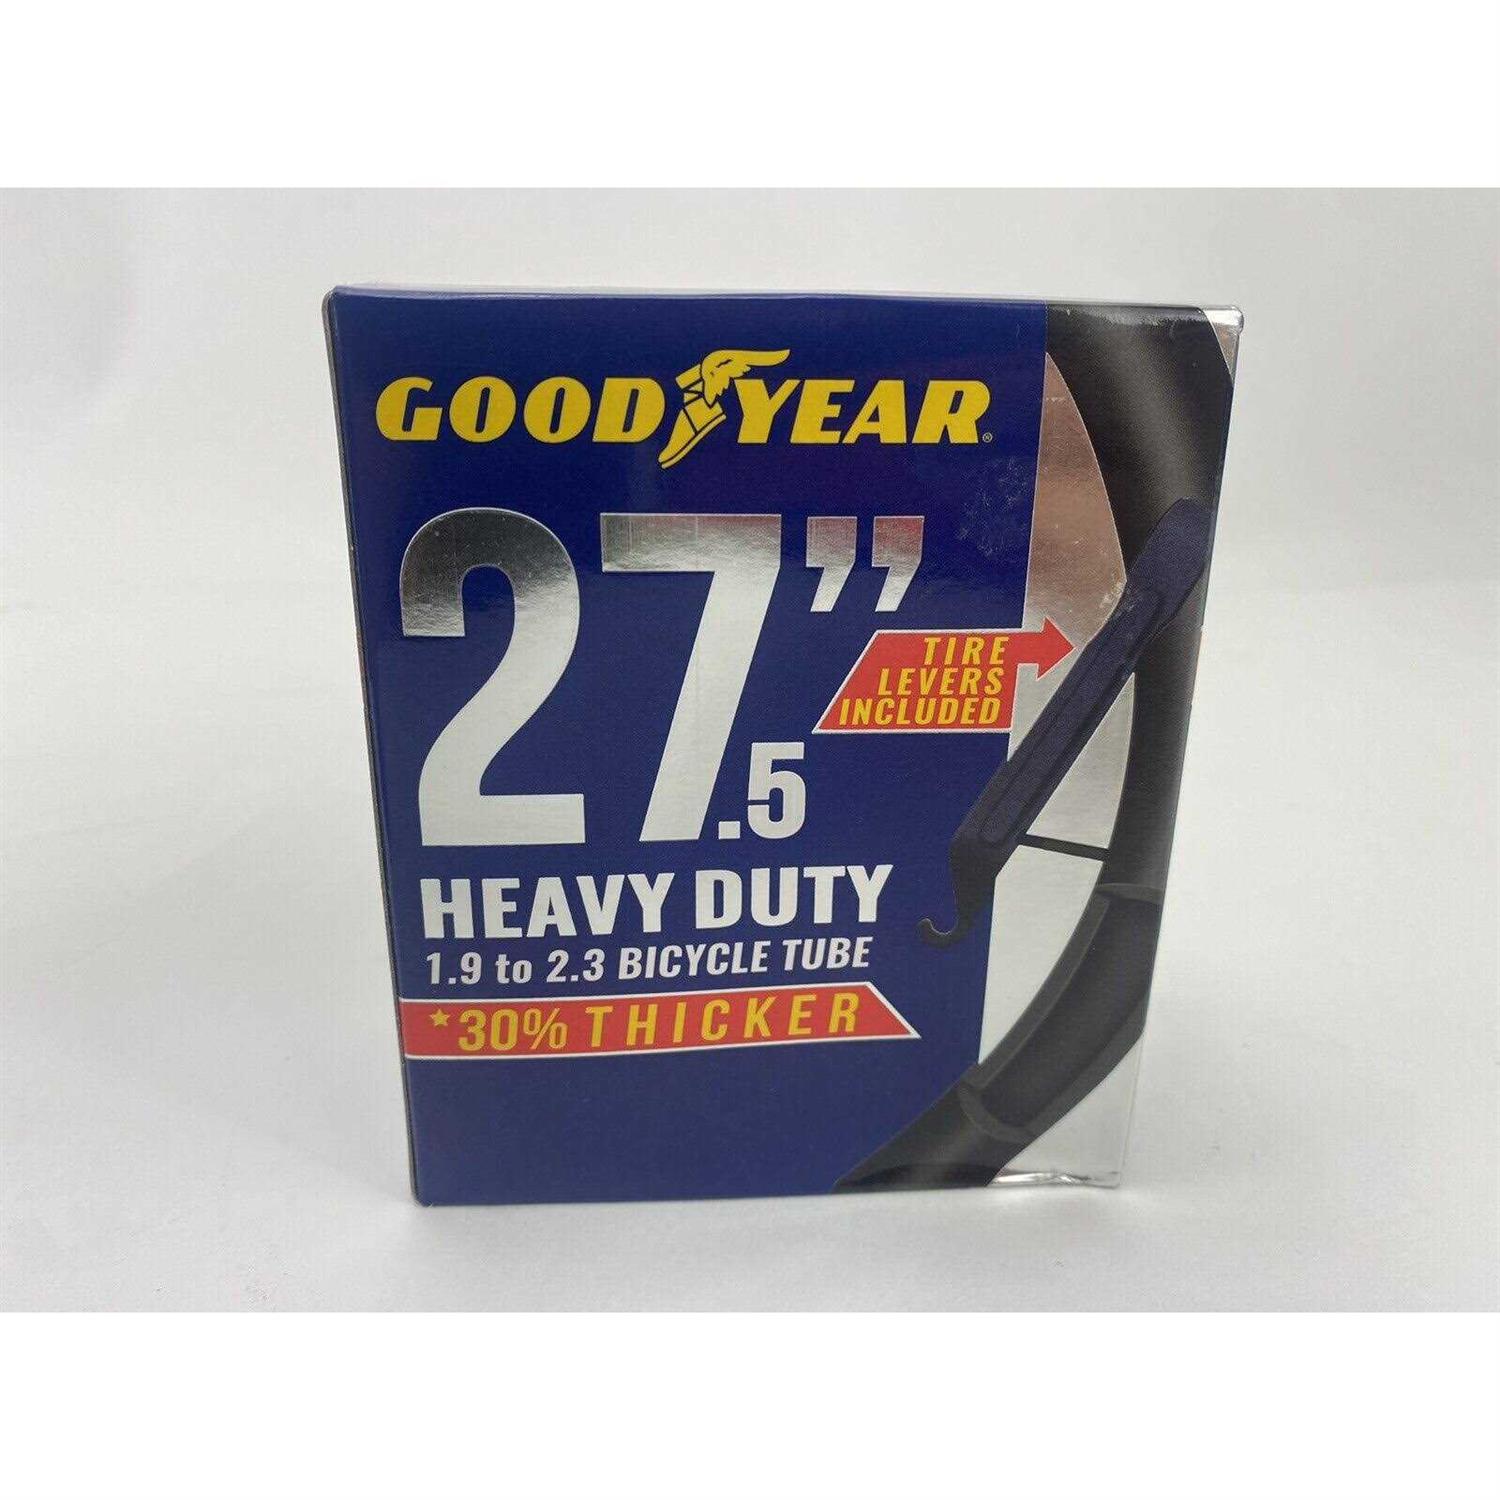 GOODYEAR®
27.5"
TIRE
LEVERS
INCLUDED
HEAVY DUTY
1.9 to 2.3 BICYCLE TUBE
*30% THICKER